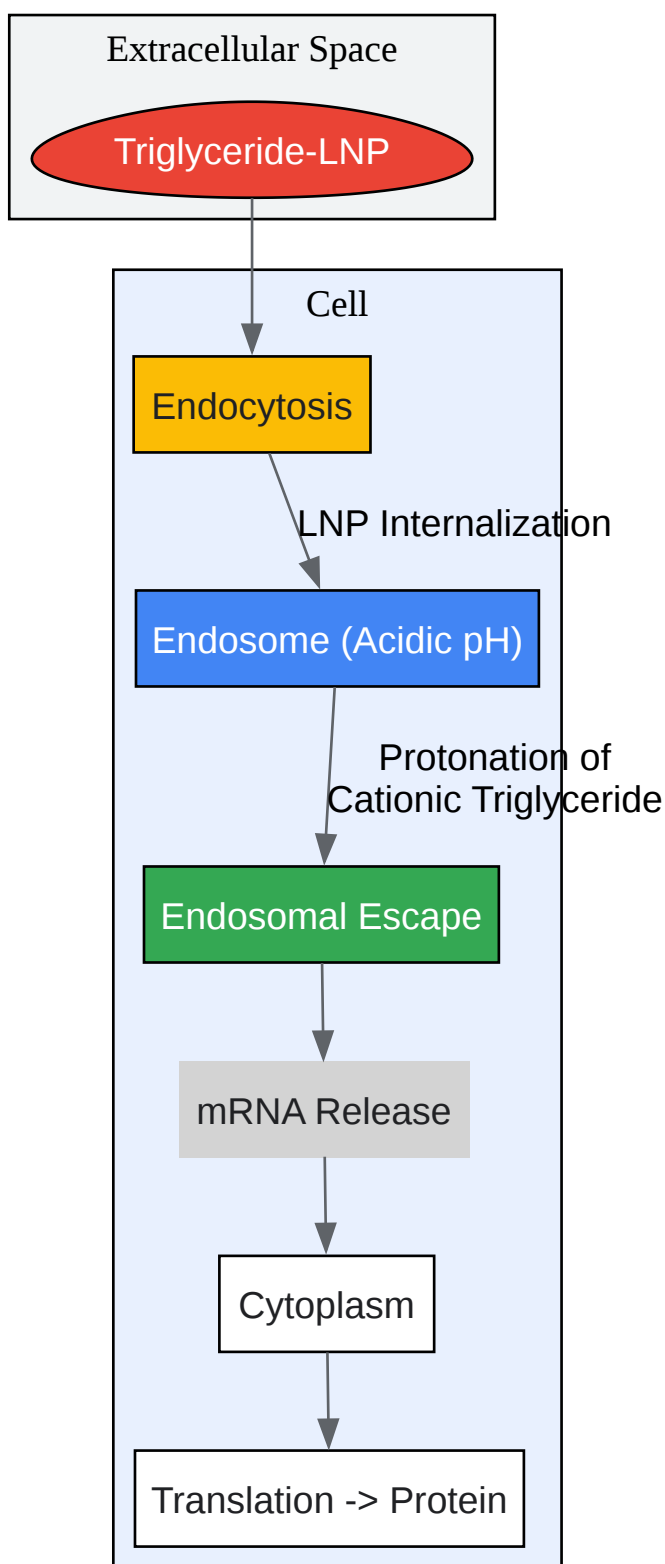 Extracellular Space
Triglyceride-LNP
Cell
Endocytosis
LNP Internalization
Endosome (Acidic pH)
Protonation of
Cationic Triglyceride
Endosomal Escape
mRNA Release
Cytoplasm
Translation -> Protein